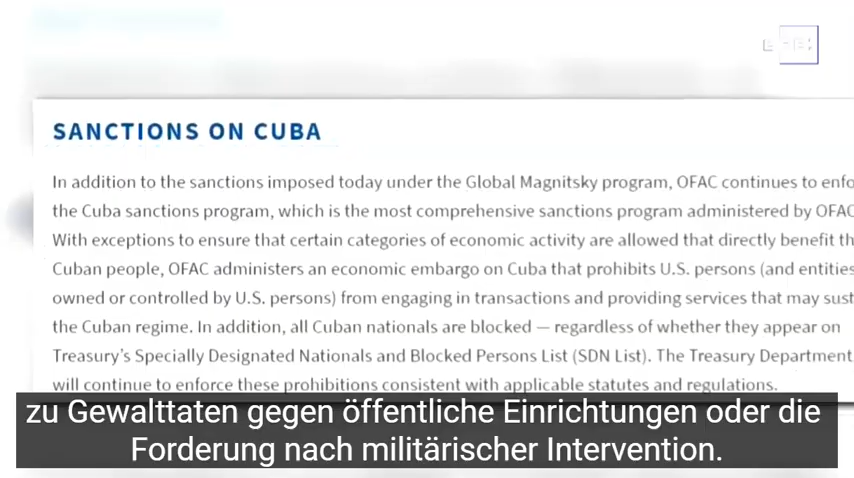 SANCTIONS ON CUBA
In addition to the sanctions imposed today under the Global Magnitsky program, OFAC continues to enfo
the Cuba sanctions program, which is the most comprehensive sanctions program administered by OFAC
With exceptions to ensure that certain categories of economic activity are allowed that directly benefit th
Cuban people, OFAC administers an economic embargo on Cuba that prohibits U.S. persons (and entities
owned or controlled by U.S. persons) from engaging in transactions and providing services that may sust
the Cuban regime. In addition, all Cuban nationals are blocked — regardless of whether they appear on
Treasury's Specially Designated Nationals and Blocked Persons List (SDN List). The Treasury Department
will continue to enforce these prohibitions consistent with applicable statutes and regulations.
zu Gewalttaten gegen öffentliche Einrichtungen oder die
Forderung nach militärischer Intervention.